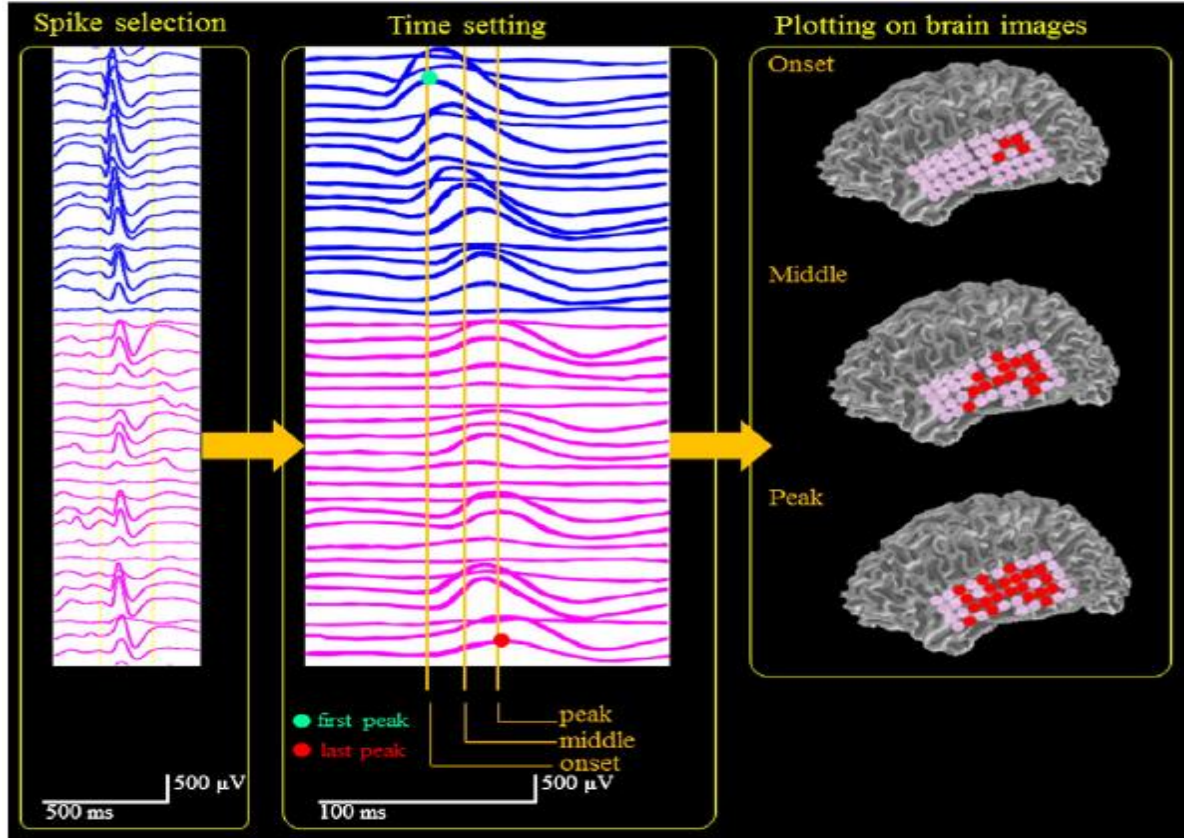 Spike selection
Time setting
Plotting on brain images
Onset
Middle
Peak
first peak
last peak
peak
middle
onset
500 µV
500 ms
500 µV
100 ms